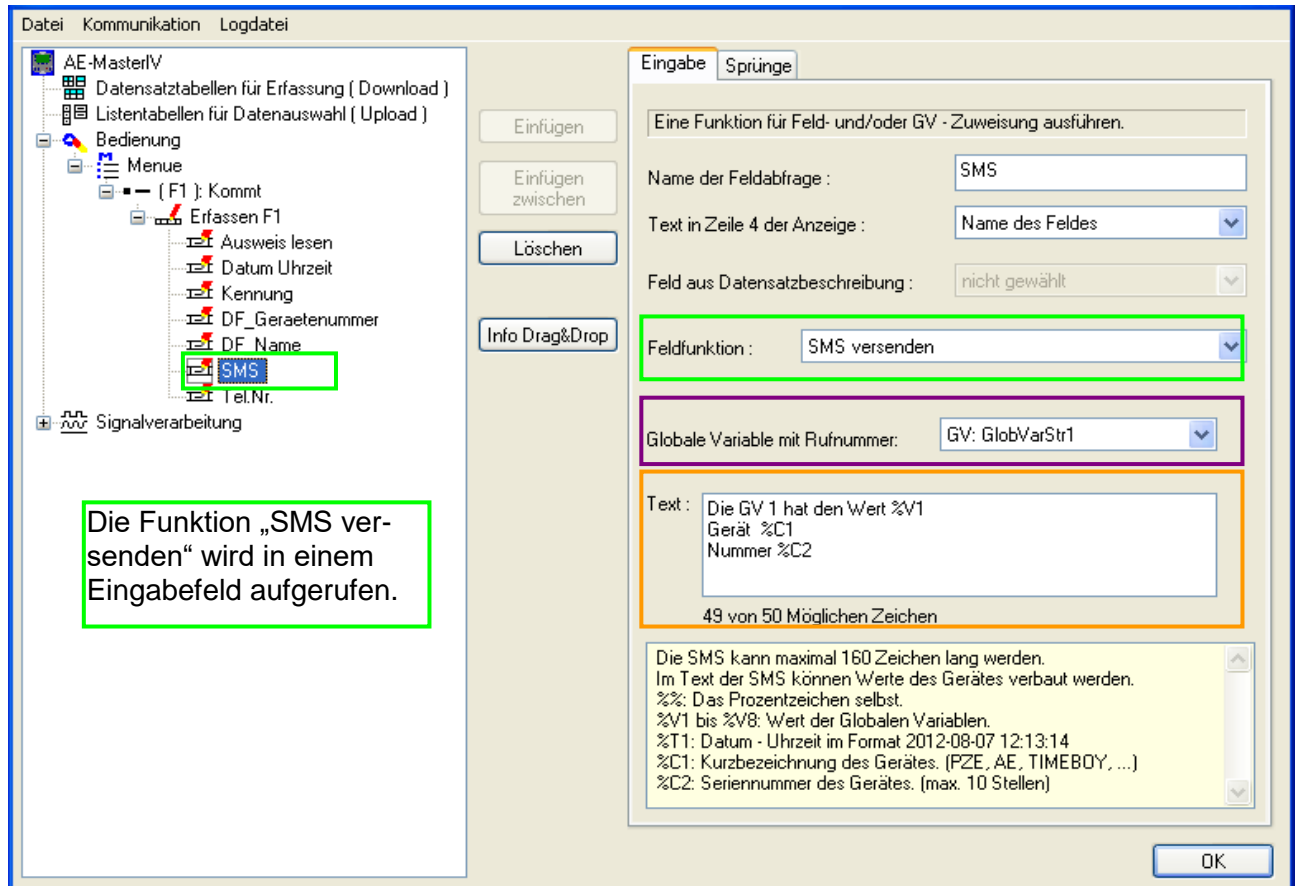 Datei Kommunikation Logdatei
AE-MasterIV
Datensatztabellen für Erfassung ( Download )
Listentabellen für Datenauswahl ( Upload )
Bedienung
Menue
( F1 ): Kommt
Erfassen F1
Ausweis lesen
Datum Uhrzeit
Kennung
DF_Geraetenummer
DF_Name
SMS
Tel.Nr.
Signalverarbeitung
Die Funktion „SMS ver-
senden“ wird in einem
Eingabefeld aufgerufen.
Einfügen
Einfügen
zwischen
Löschen
Info Drag&Drop
Eingabe Sprünge
Eine Funktion für Feld- und/oder GV - Zuweisung ausführen.
Name der Feldabfrage : SMS
Text in Zeile 4 der Anzeige : Name des Feldes
Feld aus Datensatzbeschreibung : nicht gewählt
Feldfunktion : SMS versenden
Globale Variable mit Rufnummer: GV: GlobVarStr1
Text : Die GV 1 hat den Wert %V1
Gerät %C1
Nummer %C2
49 von 50 Möglichen Zeichen
Die SMS kann maximal 160 Zeichen lang werden.
Im Text der SMS können Werte des Gerätes verbaut werden.
%%: Das Prozentzeichen selbst.
%V1 bis %V8: Wert der Globalen Variablen.
%T1: Datum - Uhrzeit im Format 2012-08-07 12:13:14
%C1: Kurzbezeichnung des Gerätes. (PZE, AE, TIMEBOY, ...)
%C2: Seriennummer des Gerätes. (max. 10 Stellen)
OK